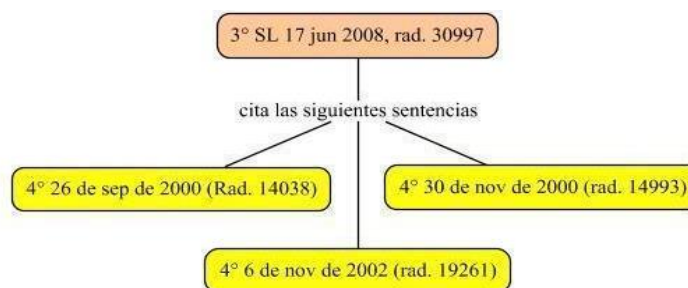 3° SL 17 jun 2008, rad. 30997
cita las siguientes sentencias
4° 26 de sep de 2000 (Rad. 14038)
4° 30 de nov de 2000 (rad. 14993)
4° 6 de nov de 2002 (rad. 19261)